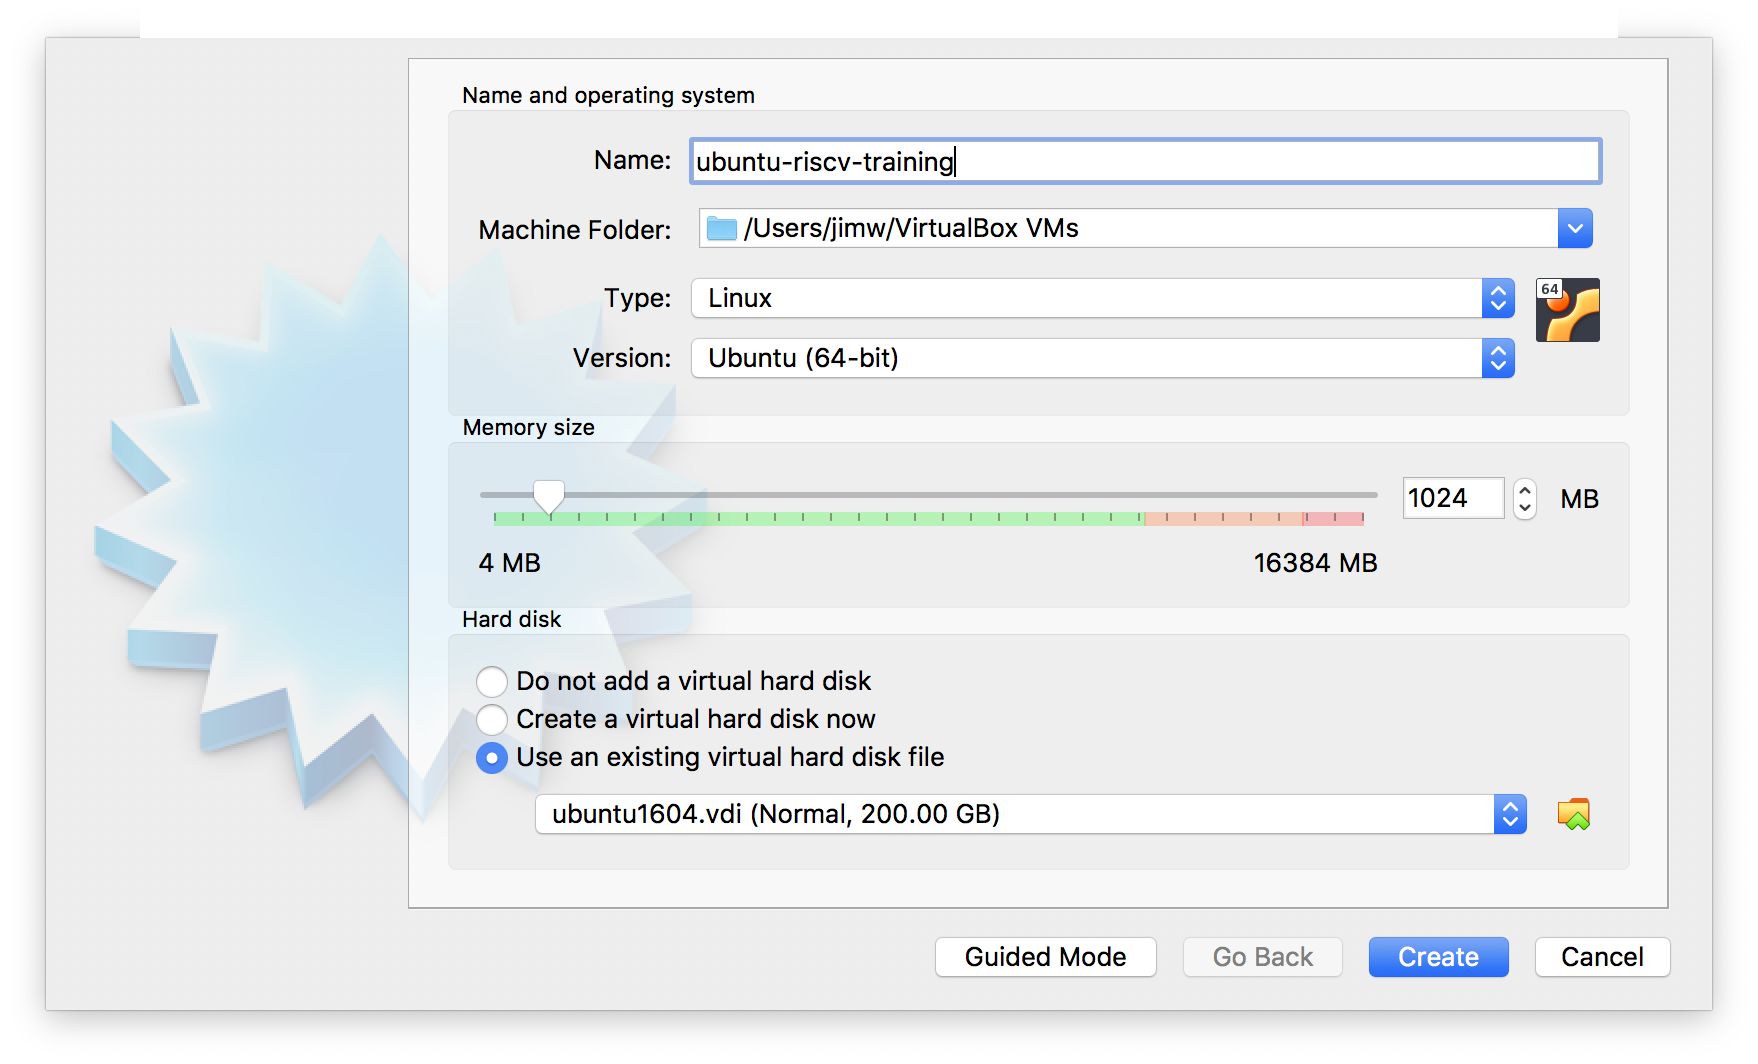 Name and operating system
Name: ubuntu-riscv-training
Machine Folder: /Users/jimw/VirtualBox VMs
Type: Linux
64
Version: Ubuntu (64-bit)
Memory size
1024 MB
4 MB 16384 MB
Hard disk
Do not add a virtual hard disk
Create a virtual hard disk now
Use an existing virtual hard disk file
ubuntu1604.vdi (Normal, 200.00 GB)
Guided Mode Go Back Create Cancel